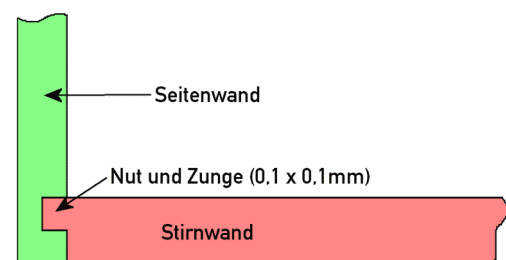 Seitenwand
Nut und Zunge (0,1 x 0,1mm)
Stirnwand